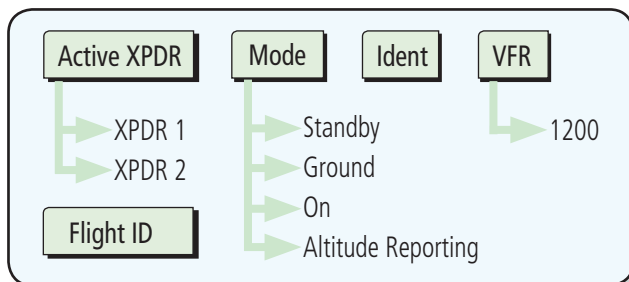 Active XPDR
XPDR 1
XPDR 2
Flight ID
Mode
Standby
Ground
On
Altitude Reporting
Ident
VFR
1200